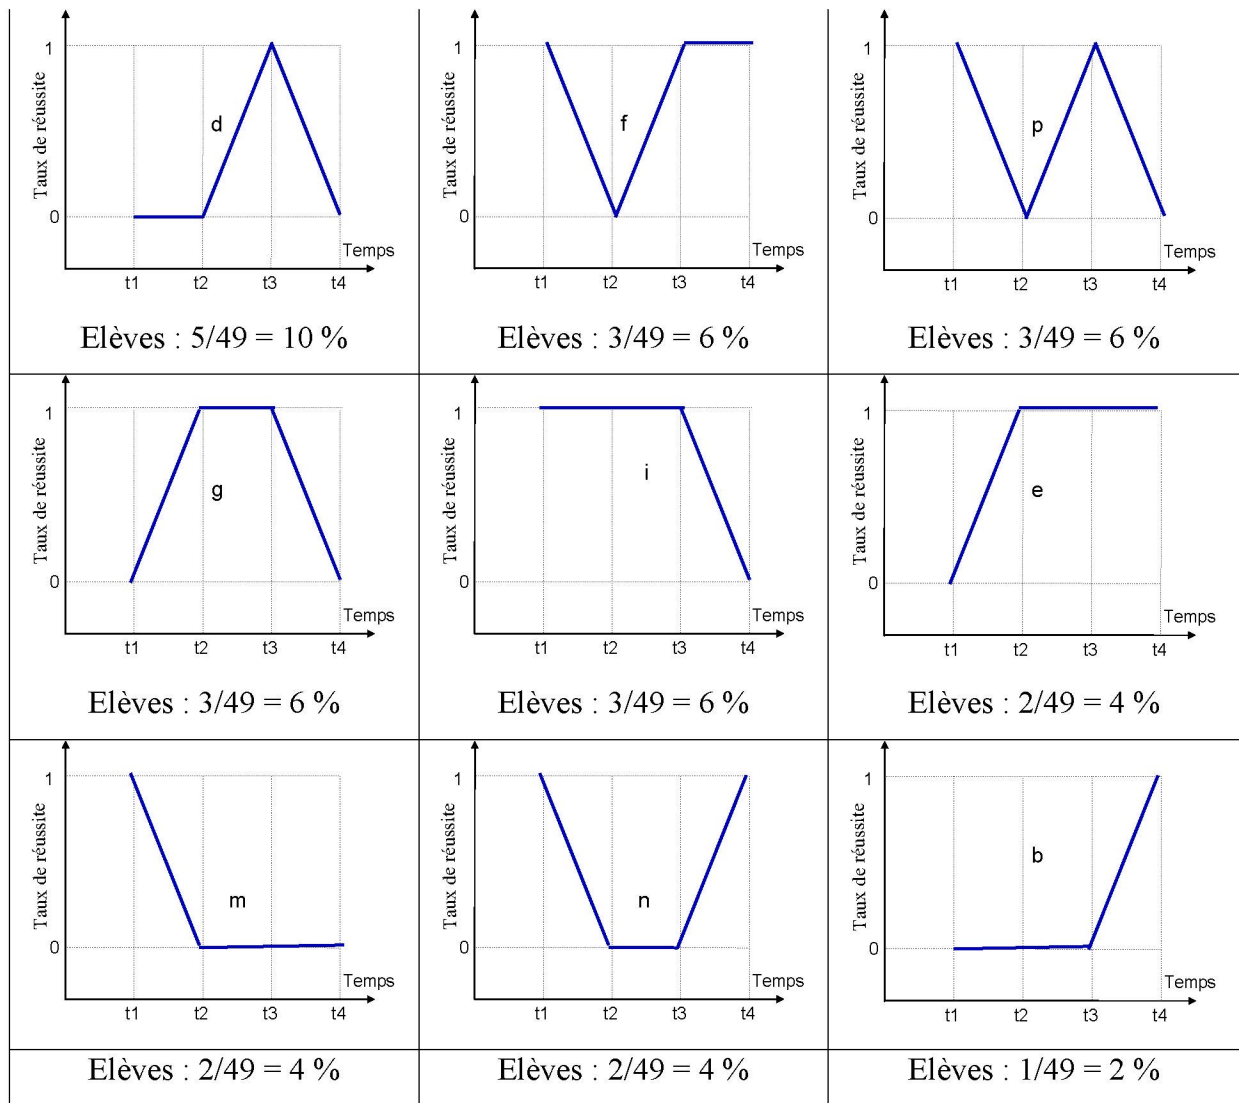 Taux de réussite
1
d
0
Temps
t1 t2 t3 t4
Elèves : 5/49 = 10 %
Taux de réussite
1
f
0
Temps
t1 t2 t3 t4
Elèves : 3/49 = 6 %
Taux de réussite
1
p
0
Temps
t1 t2 t3 t4
Elèves : 3/49 = 6 %
Taux de réussite
1
g
0
Temps
t1 t2 t3 t4
Elèves : 3/49 = 6 %
Taux de réussite
1
i
0
Temps
t1 t2 t3 t4
Elèves : 3/49 = 6 %
Taux de réussite
1
e
0
Temps
t1 t2 t3 t4
Elèves : 2/49 = 4 %
Taux de réussite
1
m
0
Temps
t1 t2 t3 t4
Elèves : 2/49 = 4 %
Taux de réussite
1
n
0
Temps
t1 t2 t3 t4
Elèves : 2/49 = 4 %
Taux de réussite
1
b
0
Temps
t1 t2 t3 t4
Elèves : 1/49 = 2 %